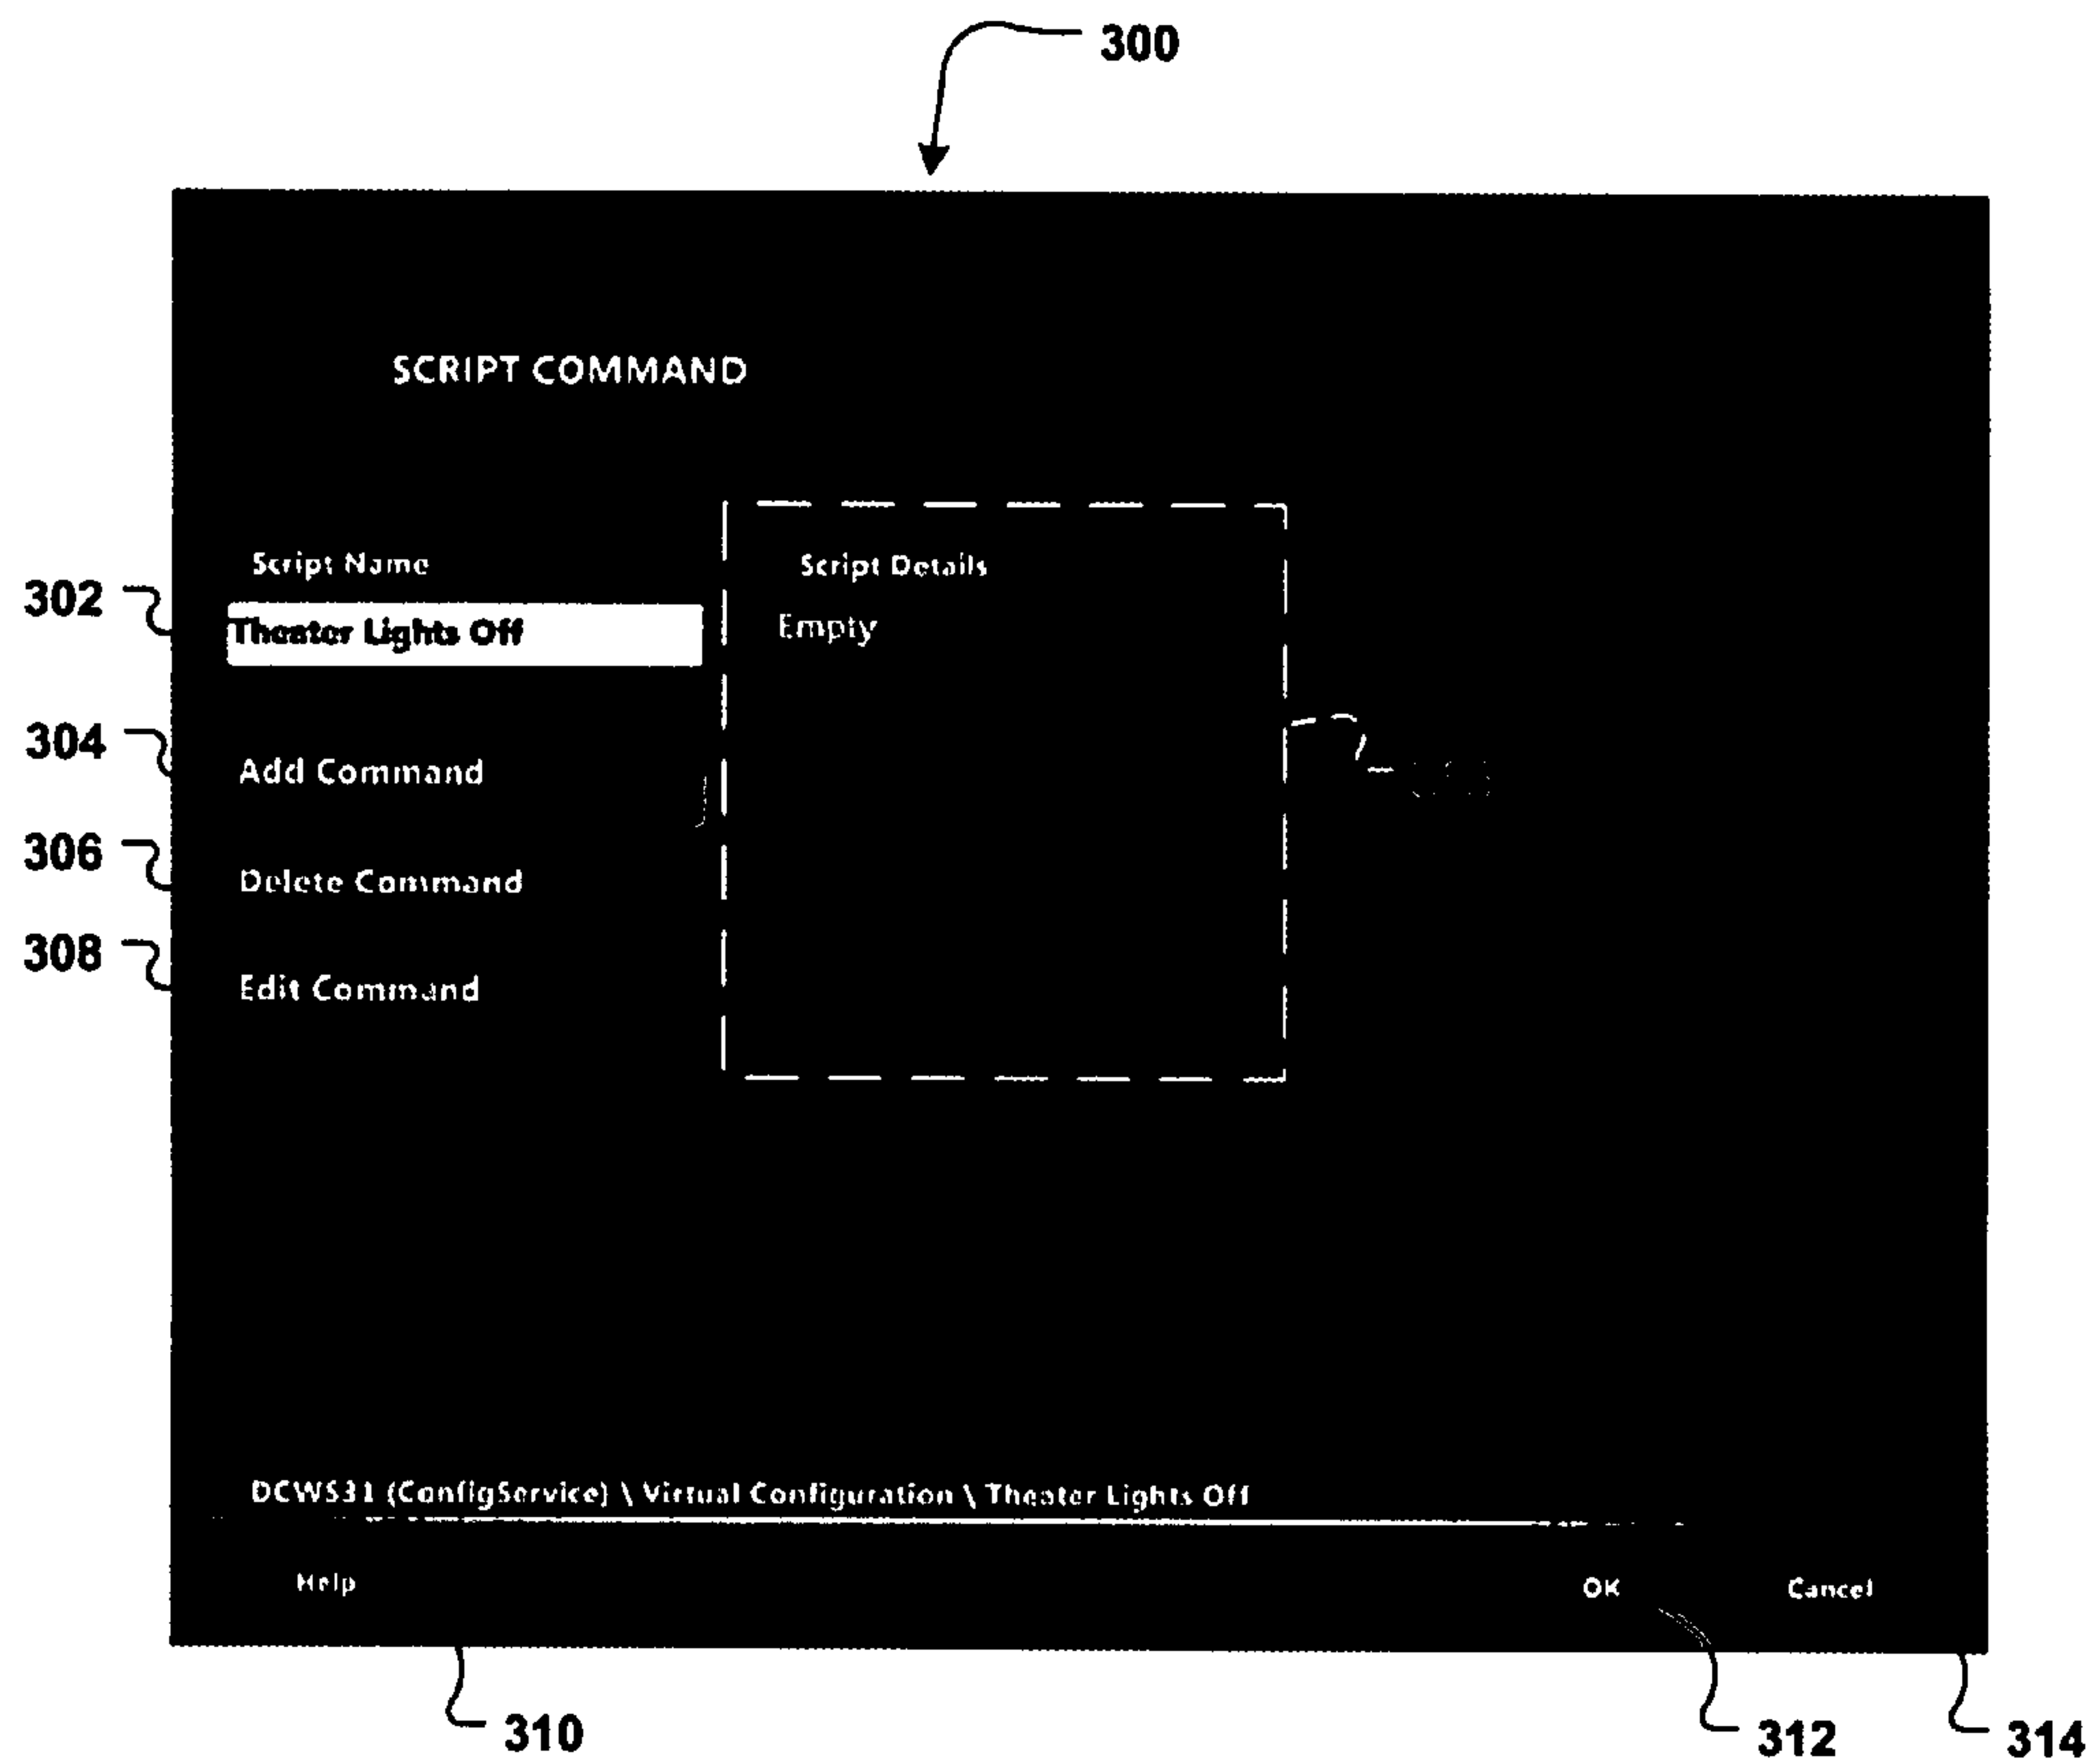 300
SCRIPT COMMAND
Script Name
Script Details
302
Theater Lights Off
Empty
304
Add Command
306
Delete Command
308
Edit Command
DCWS31 (ConfigService) \ Virtual Configuration \ Theater Lights Off
Help
OK
Cancel
310
312
314